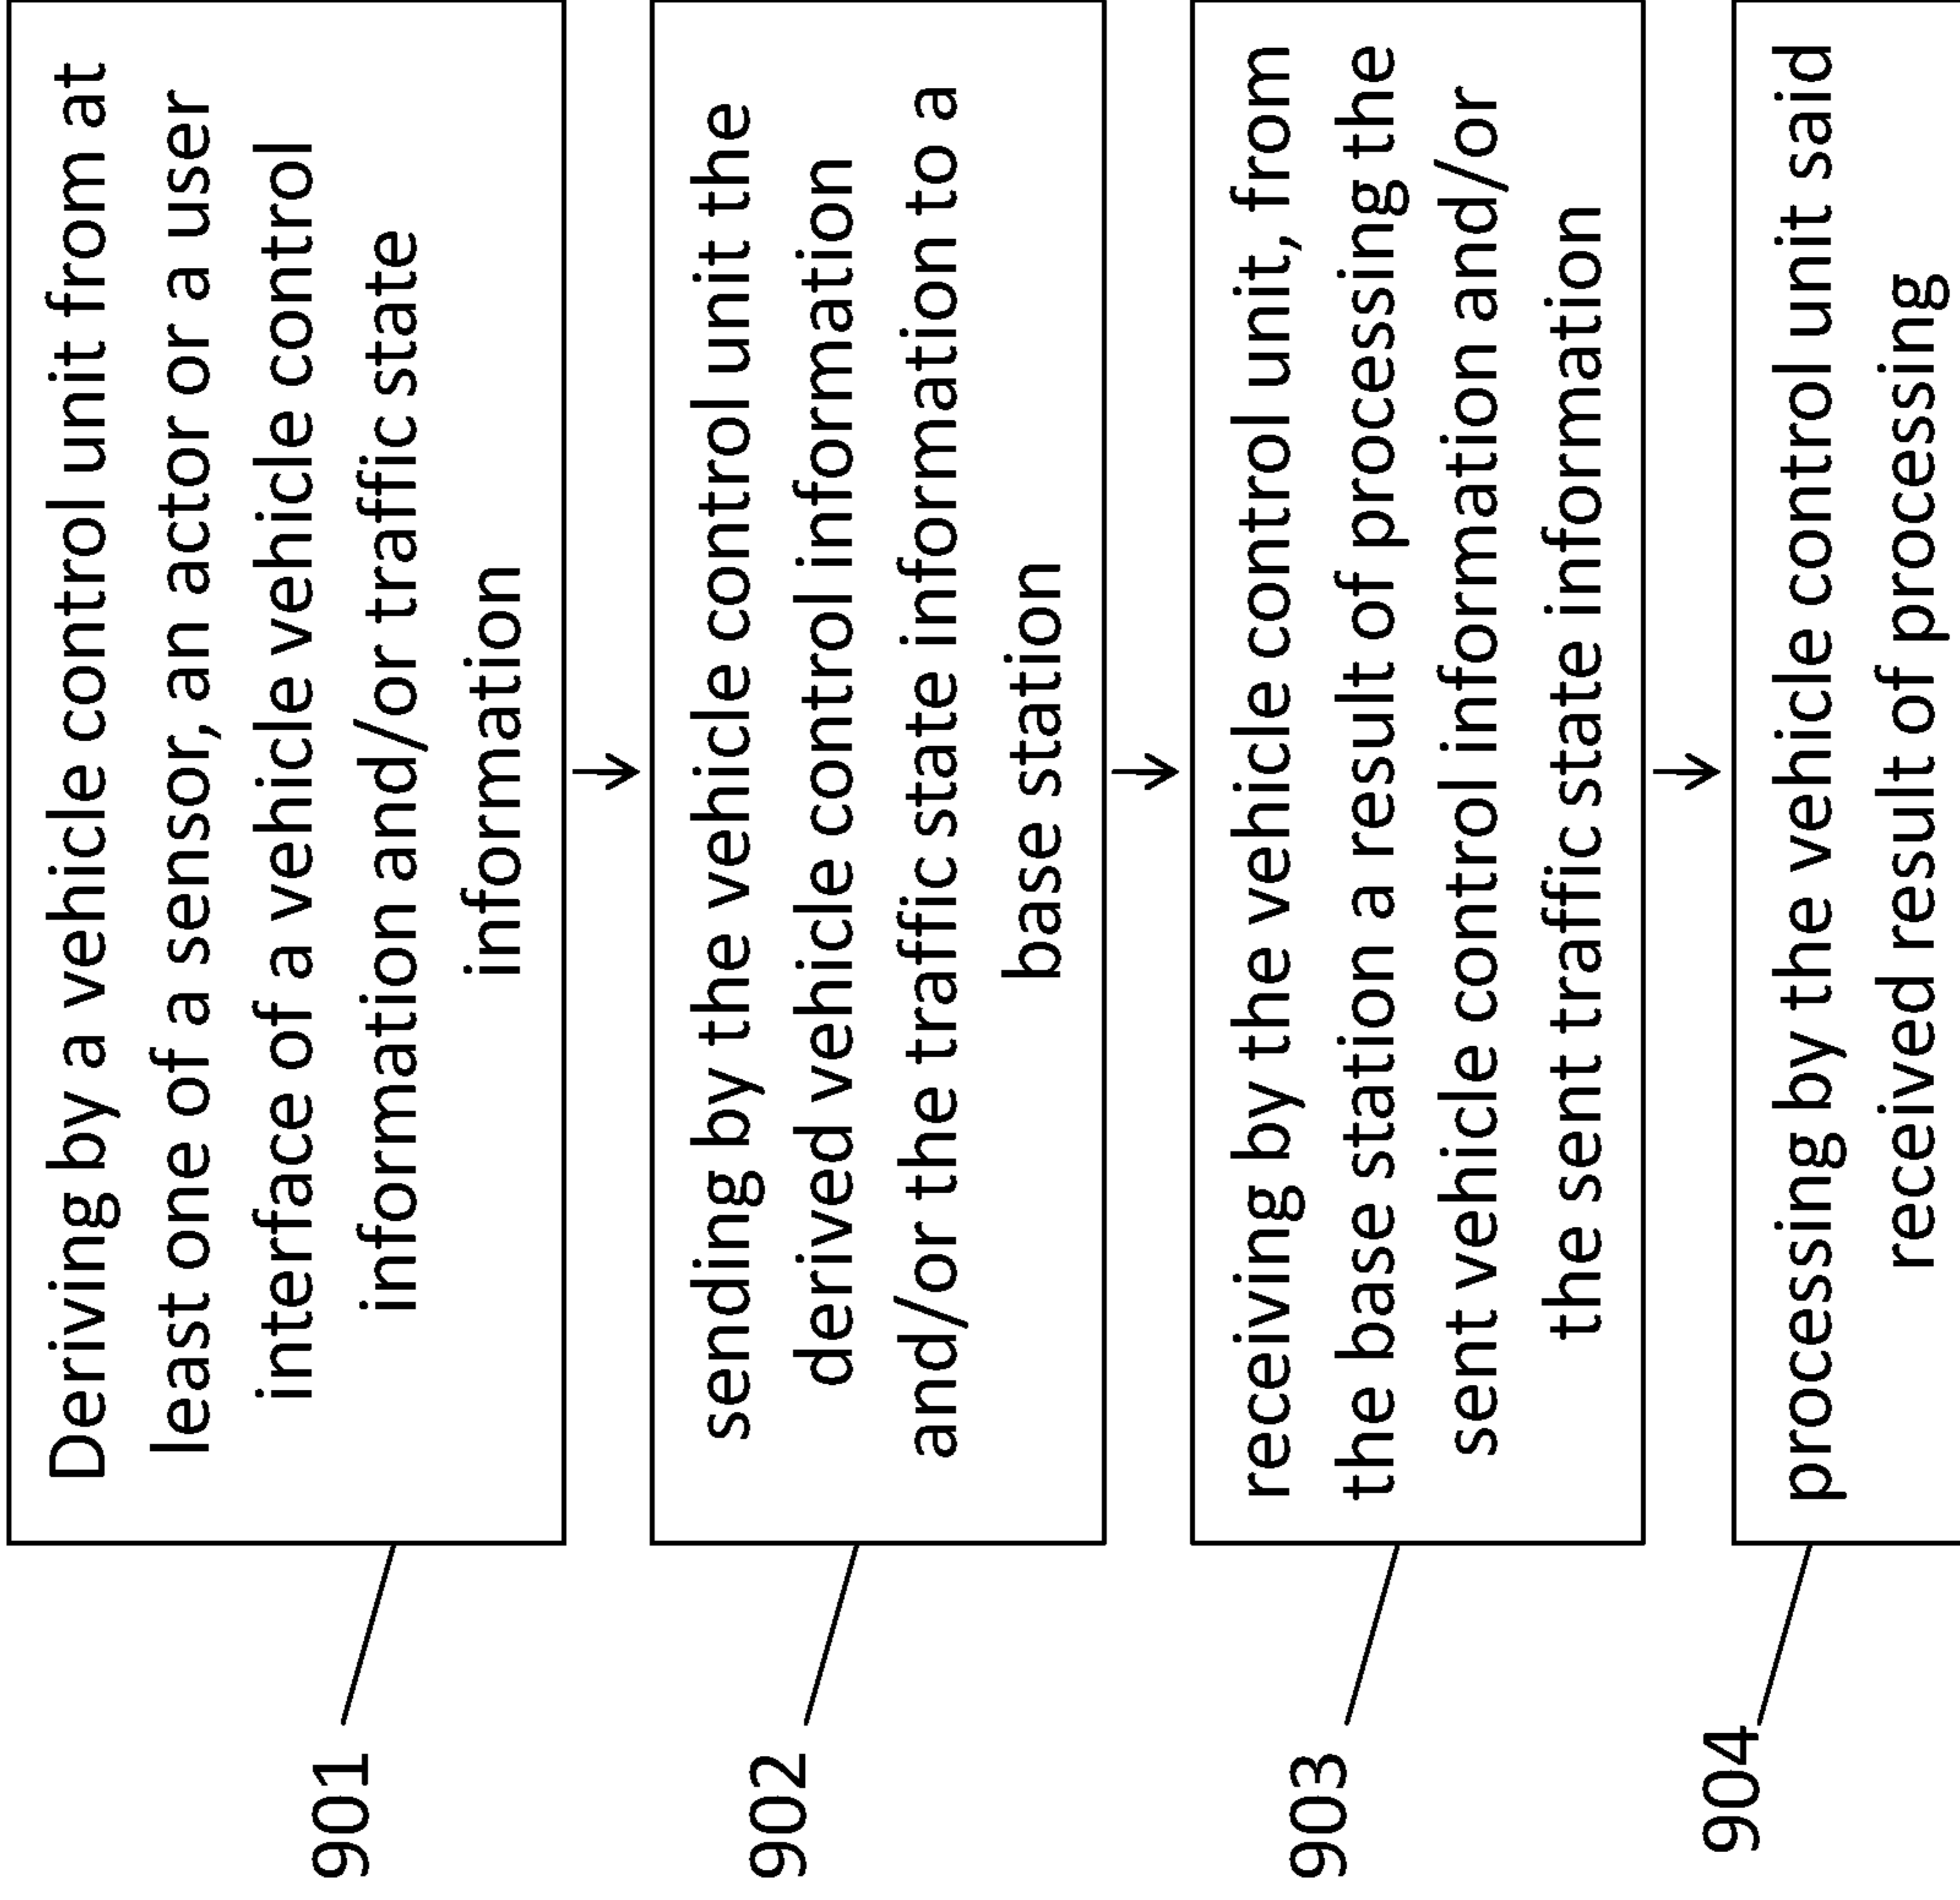 901
Deriving by a vehicle control unit from at
least one of a sensor, an actor or a user
interface of a vehicle vehicle control
information and/or traffic state
information
902
sending by the vehicle control unit the
derived vehicle control information
and/or the traffic state information to a
base station
903
receiving by the vehicle control unit, from
the base station a result of processing the
sent vehicle control information and/or
the sent traffic state information
904
processing by the vehicle control unit said
received result of processing